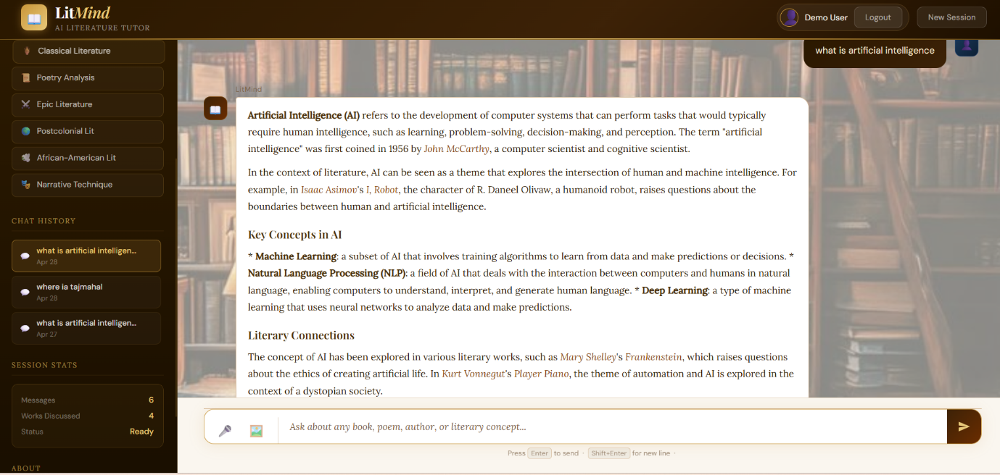 LitMind
AI LITERATURE TUTOR
Demo User
Logout
New Session
Classical Literature
Poetry Analysis
Epic Literature
Postcolonial Lit
African-American Lit
Narrative Technique
CHAT HISTORY
what is artificial intelligen...
Apr 28
where ia tajmahal
Apr 28
what is artificial intelligen...
Apr 27
SESSION STATS
Messages 6
Works Discussed 4
Status Ready
ABOUT
what is artificial intelligence
LitMind
Artificial Intelligence (AI) refers to the development of computer systems that can perform tasks that would typically
require human intelligence, such as learning, problem-solving, decision-making, and perception. The term "artificial
intelligence" was first coined in 1956 by John McCarthy, a computer scientist and cognitive scientist.
In the context of literature, AI can be seen as a theme that explores the intersection of human and machine intelligence. For
example, in Isaac Asimov's I, Robot, the character of R. Daneel Olivaw, a humanoid robot, raises questions about the
boundaries between human and artificial intelligence.
Key Concepts in AI
* Machine Learning: a subset of AI that involves training algorithms to learn from data and make predictions or decisions. *
Natural Language Processing (NLP): a field of AI that deals with the interaction between computers and humans in natural
language, enabling computers to understand, interpret, and generate human language. * Deep Learning: a type of machine
learning that uses neural networks to analyze data and make predictions.
Literary Connections
The concept of AI has been explored in various literary works, such as Mary Shelley's Frankenstein, which raises questions
about the ethics of creating artificial life. In Kurt Vonnegut's Player Piano, the theme of automation and AI is explored in the
context of a dystopian society.
Ask about any book, poem, author, or literary concept...
Press Enter to send · Shift+Enter for new line ·